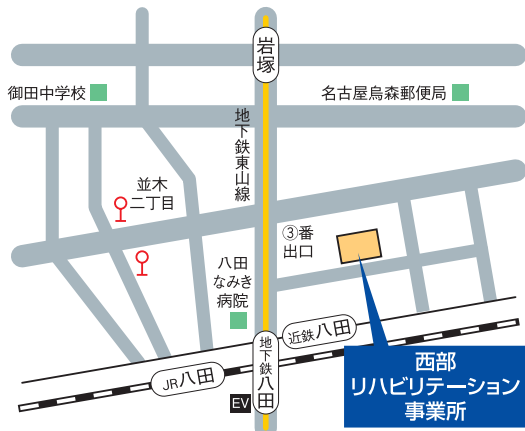 岩塚
御田中学校
名古屋烏森郵便局
地下鉄東山線
並木
二丁目
③番
出口
八田
なみき
病院
近鉄八田
地下鉄八田
JR八田
EV
西部
リハビリテーション
事業所